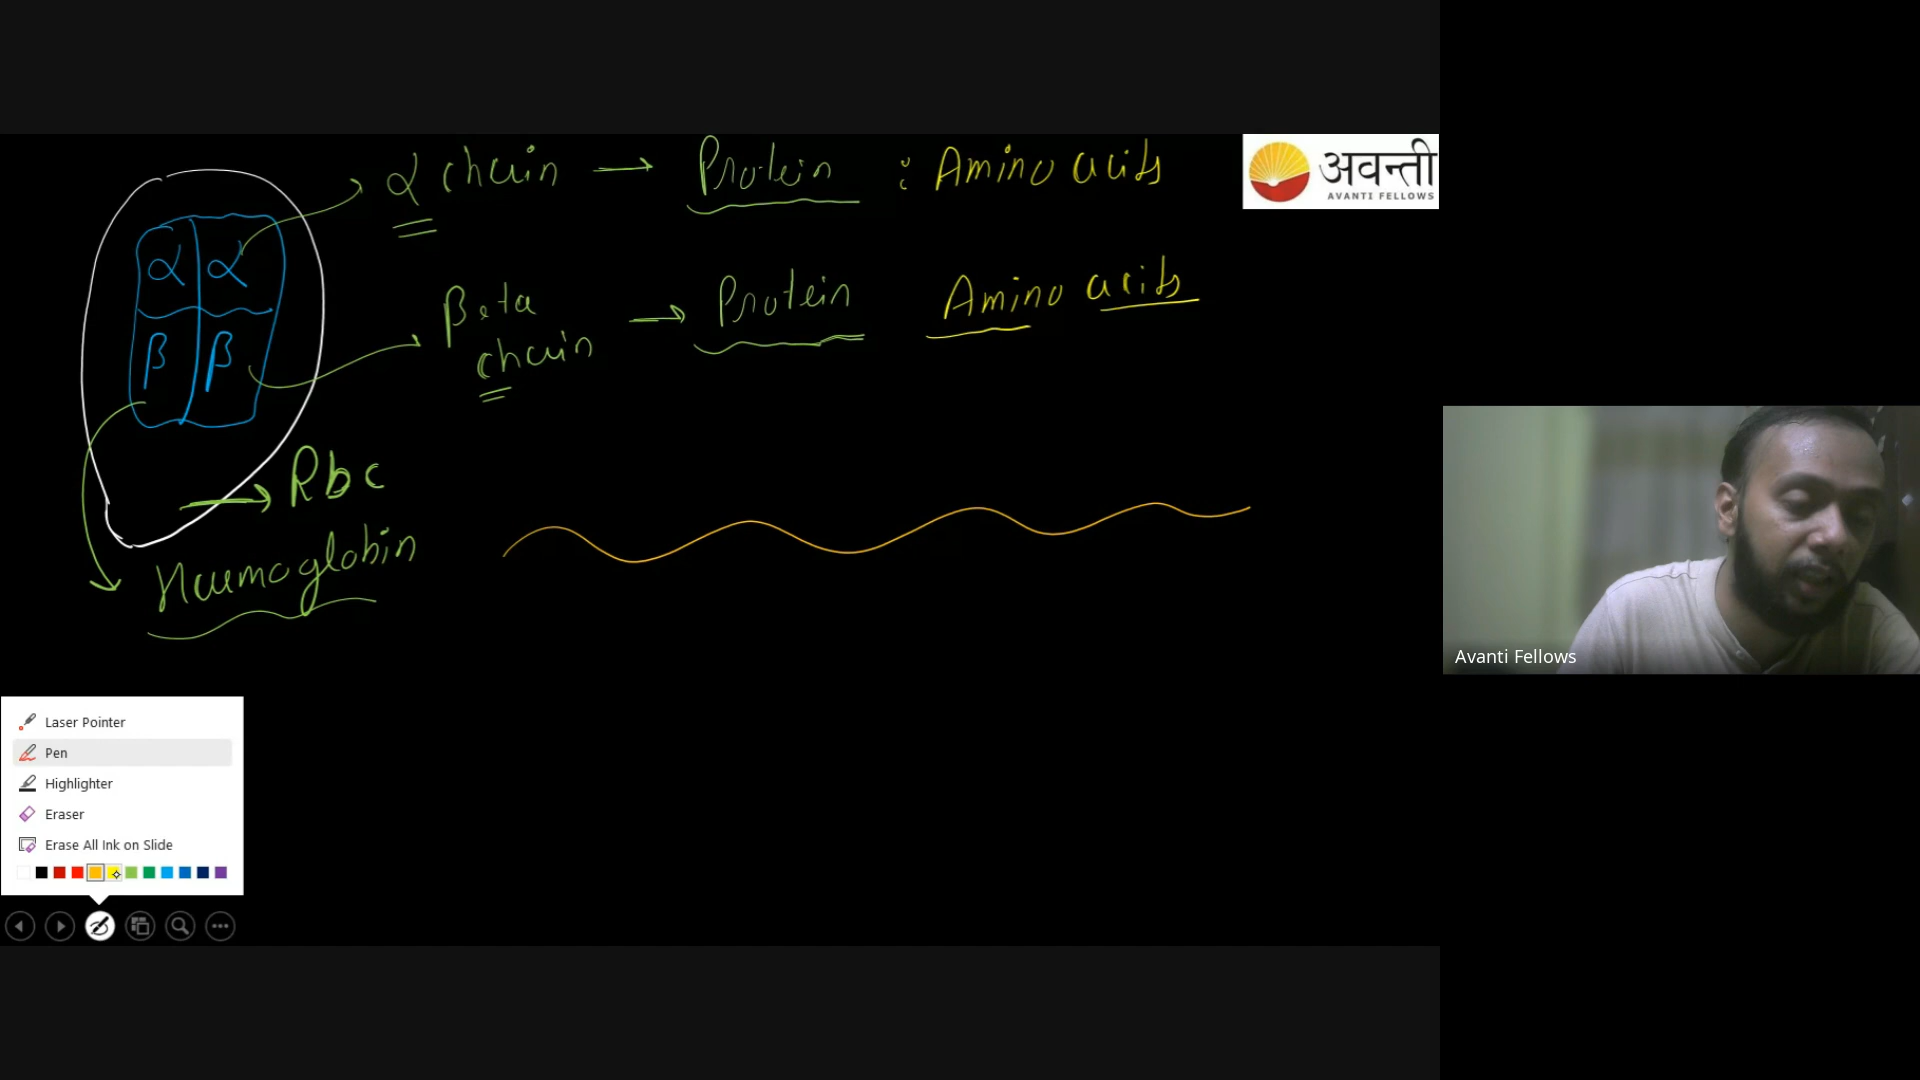 α chain → Protein : Amino acids
अवन्ती
AVANTI FELLOWS
α α
β β
Beta chain → Protein Amino acids
→ Rbc
Haemoglobin
Avanti Fellows
Laser Pointer
Pen
Highlighter
Eraser
Erase All Ink on Slide